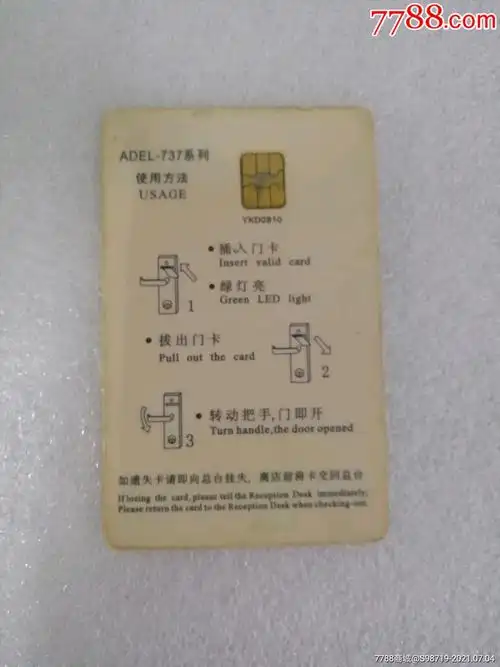 7788.com
ADEL-737系列
使用方法
USAGE
YKD0810
• 插入门卡
Insert valid card
• 绿灯亮
Green LED light
1
• 拔出门卡
Pull out the card
2
• 转动把手,门即开
Turn handle,the door opened
3
如遗失卡请即向总台挂失, 离店前将卡交回总台
If losing the card,please tell the Reception Desk immediately;
Please return the card to the Reception Desk when checking-out.
7788商城@S98719-2021.07.04